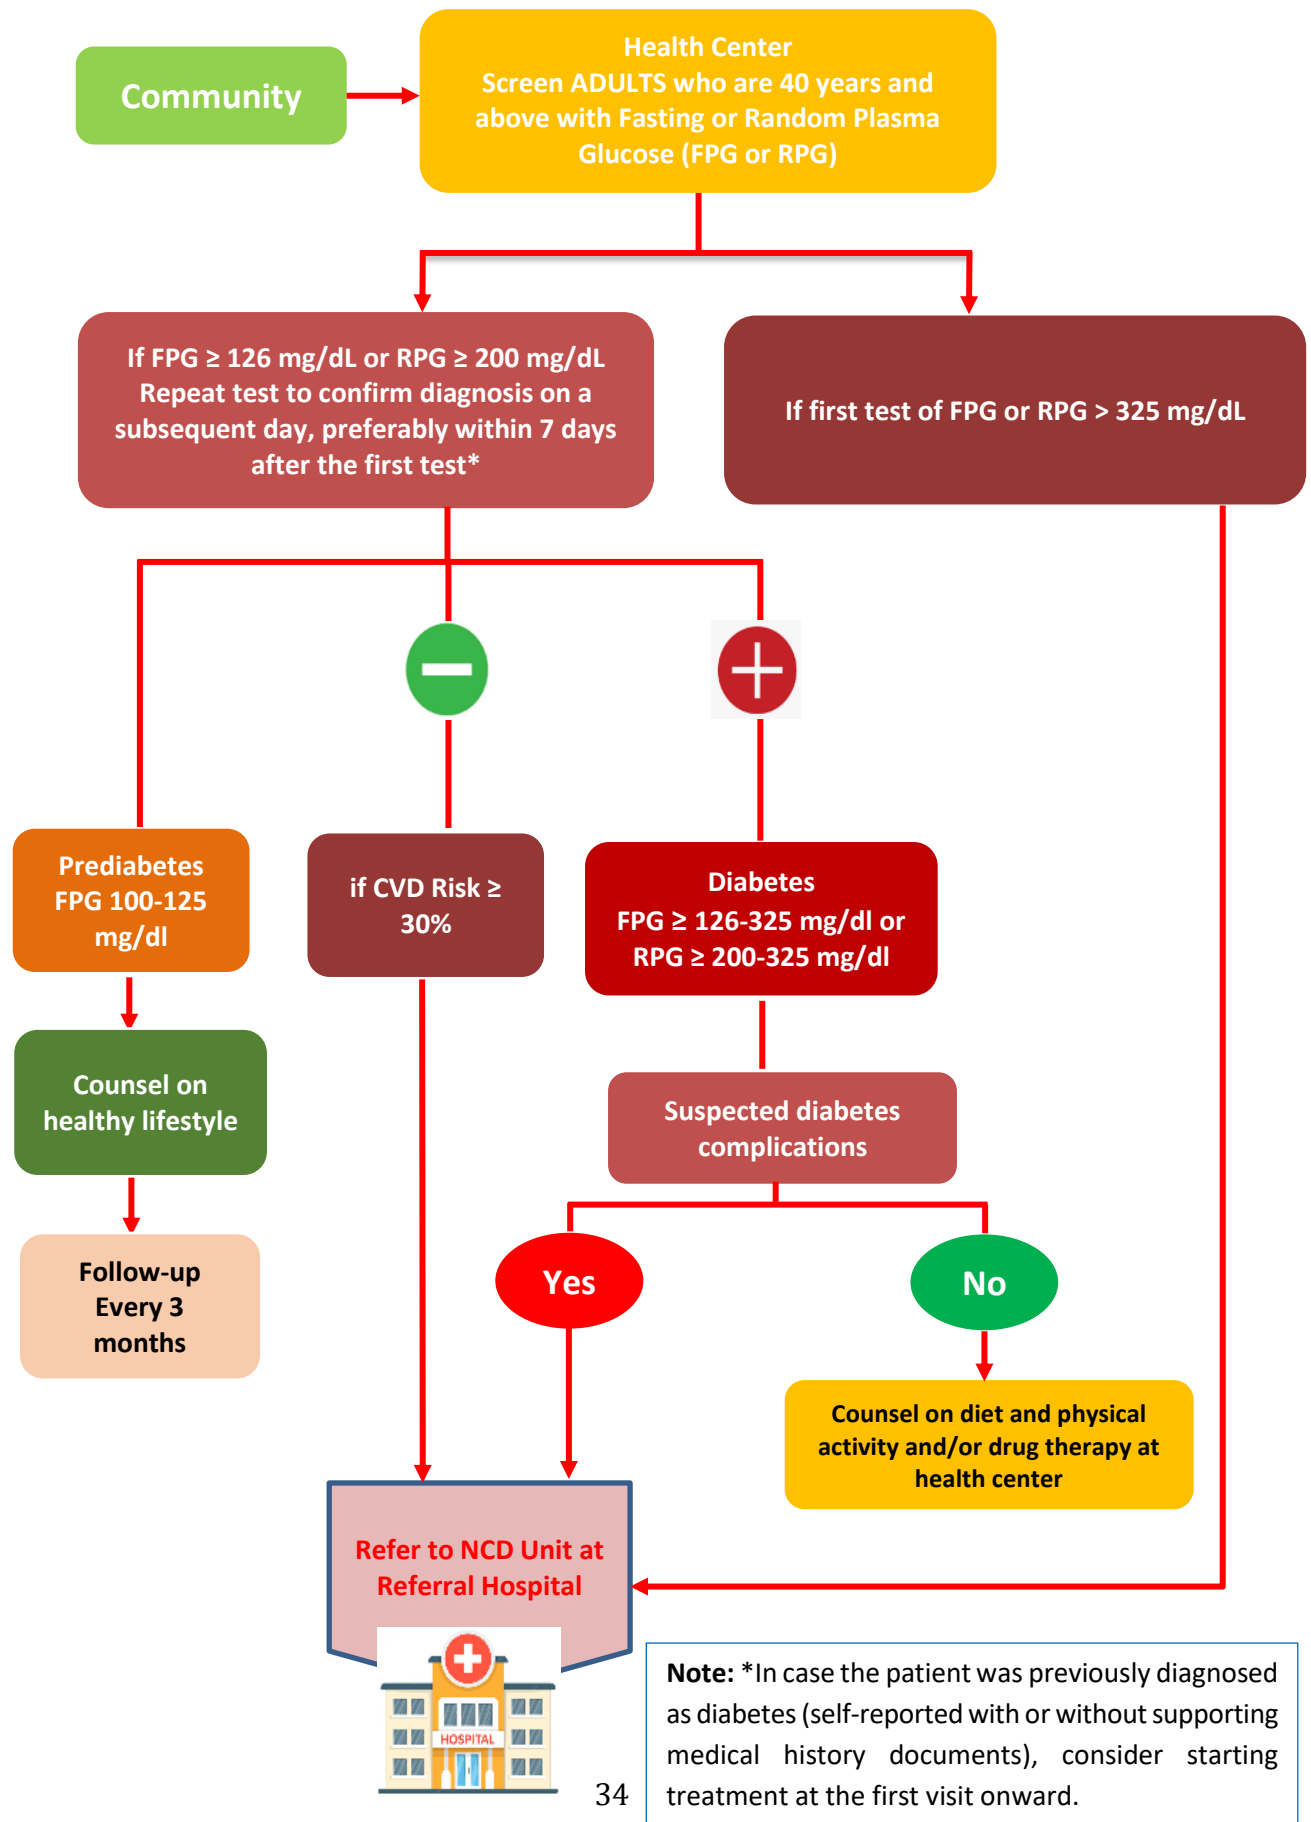 Community
Health Center
Screen ADULTS who are 40 years and
above with Fasting or Random Plasma
Glucose (FPG or RPG)
If FPG ≥ 126 mg/dL or RPG ≥ 200 mg/dL
Repeat test to confirm diagnosis on a
subsequent day, preferably within 7 days
after the first test*
If first test of FPG or RPG > 325 mg/dL
Prediabetes
FPG 100-125
mg/dl
if CVD Risk ≥
30%
Diabetes
FPG ≥ 126-325 mg/dl or
RPG ≥ 200-325 mg/dl
Counsel on
healthy lifestyle
Suspected diabetes
complications
Follow-up
Every 3
months
Yes
No
Counsel on diet and physical
activity and/or drug therapy at
health center
Refer to NCD Unit at
Referral Hospital
HOSPITAL
Note: *In case the patient was previously diagnosed
as diabetes (self-reported with or without supporting
medical history documents), consider starting
treatment at the first visit onward.
34